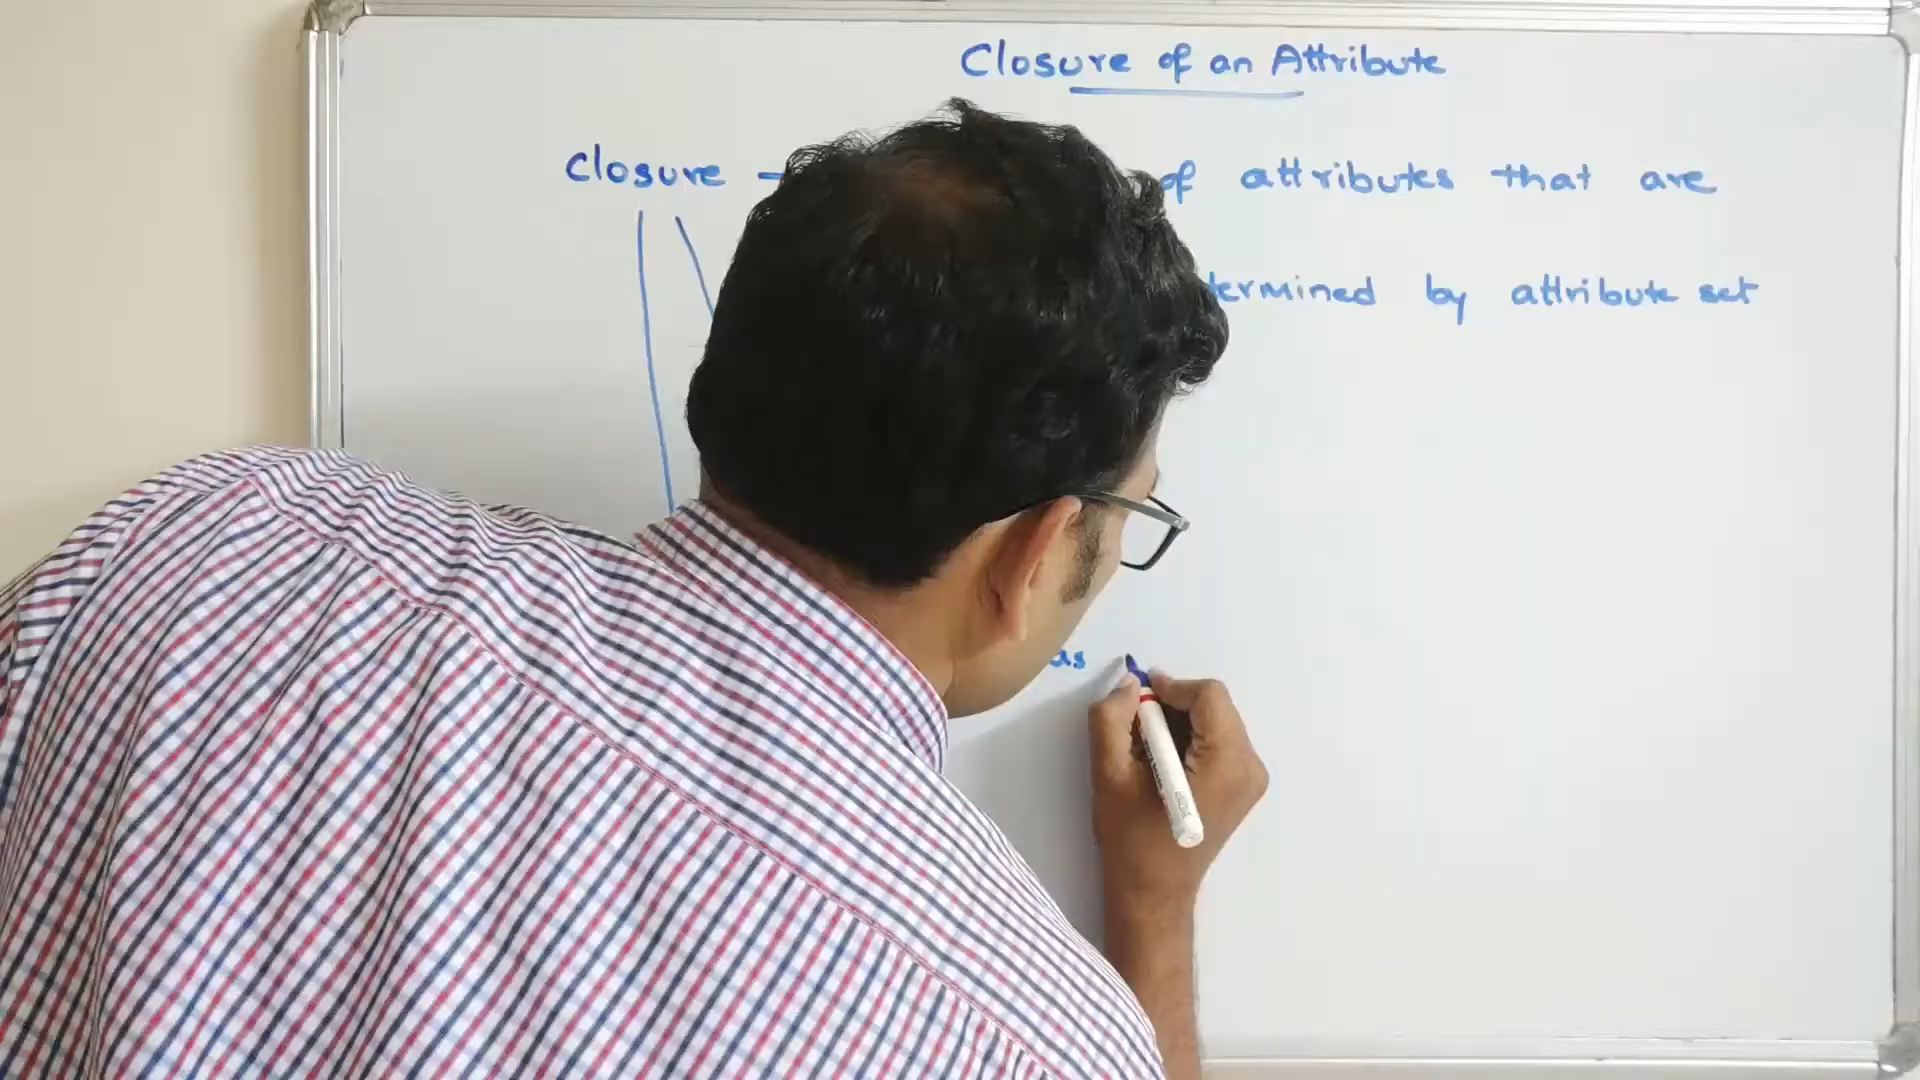 Closure of an Attribute
Closure - of attributes that are
termined by attribute set
as